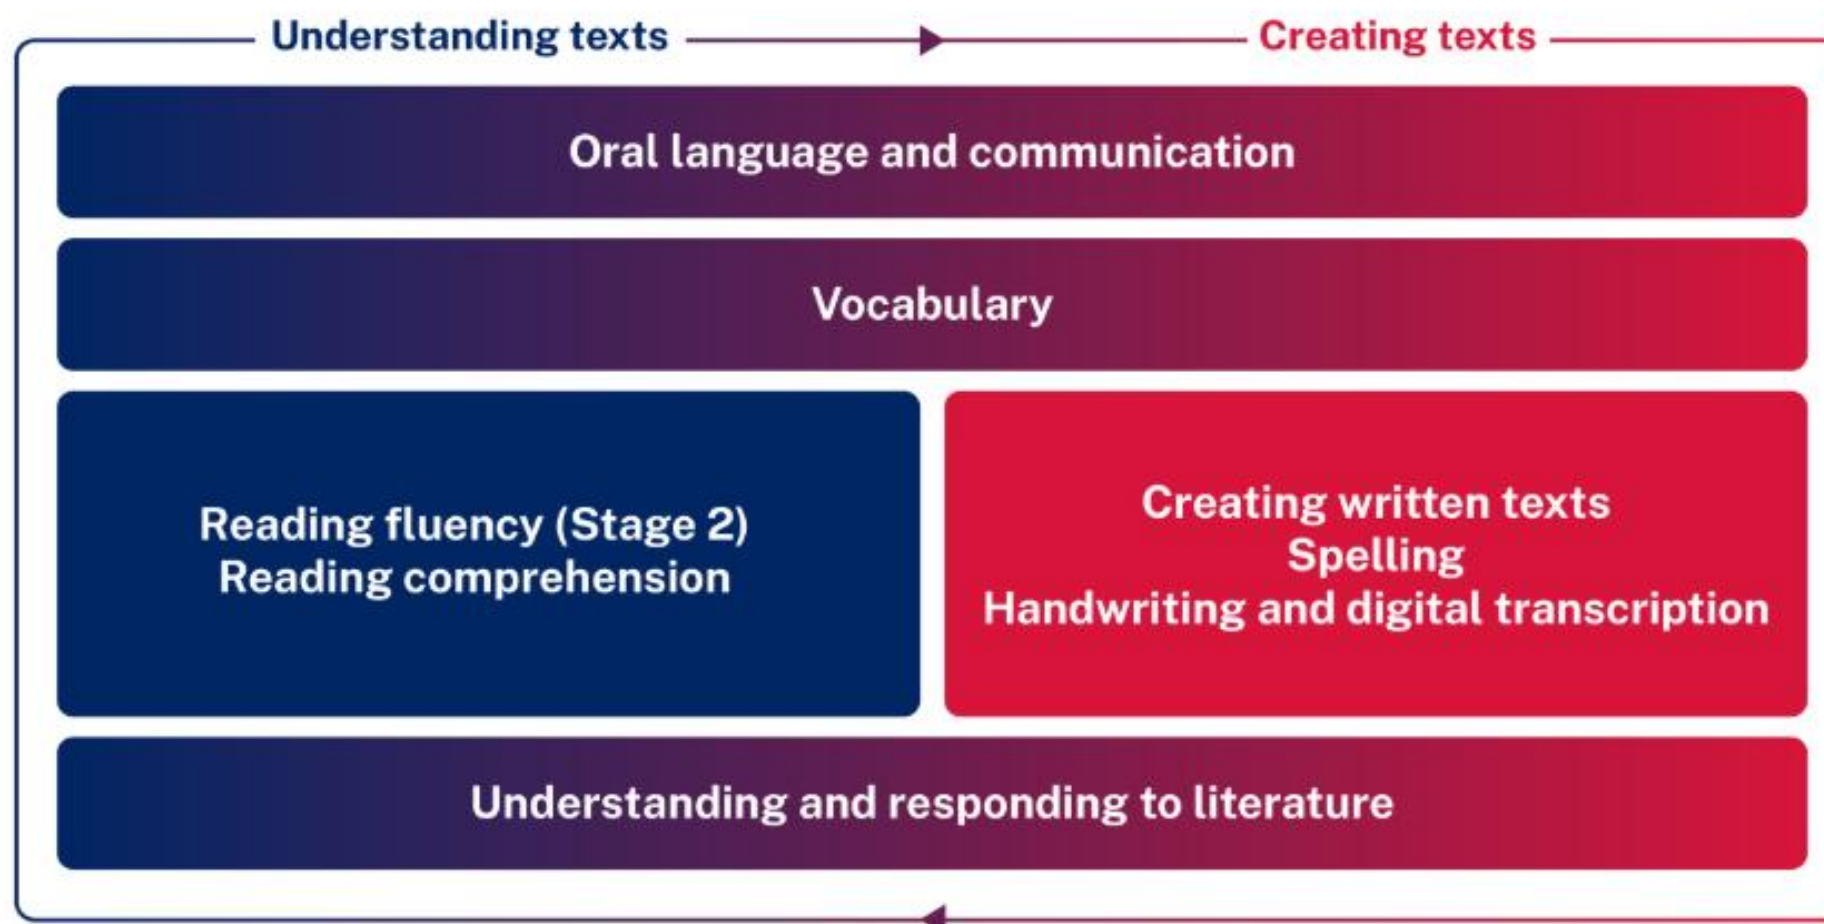 Understanding texts
Creating texts
Oral language and communication
Vocabulary
Reading fluency (Stage 2)
Reading comprehension
Creating written texts
Spelling
Handwriting and digital transcription
Understanding and responding to literature